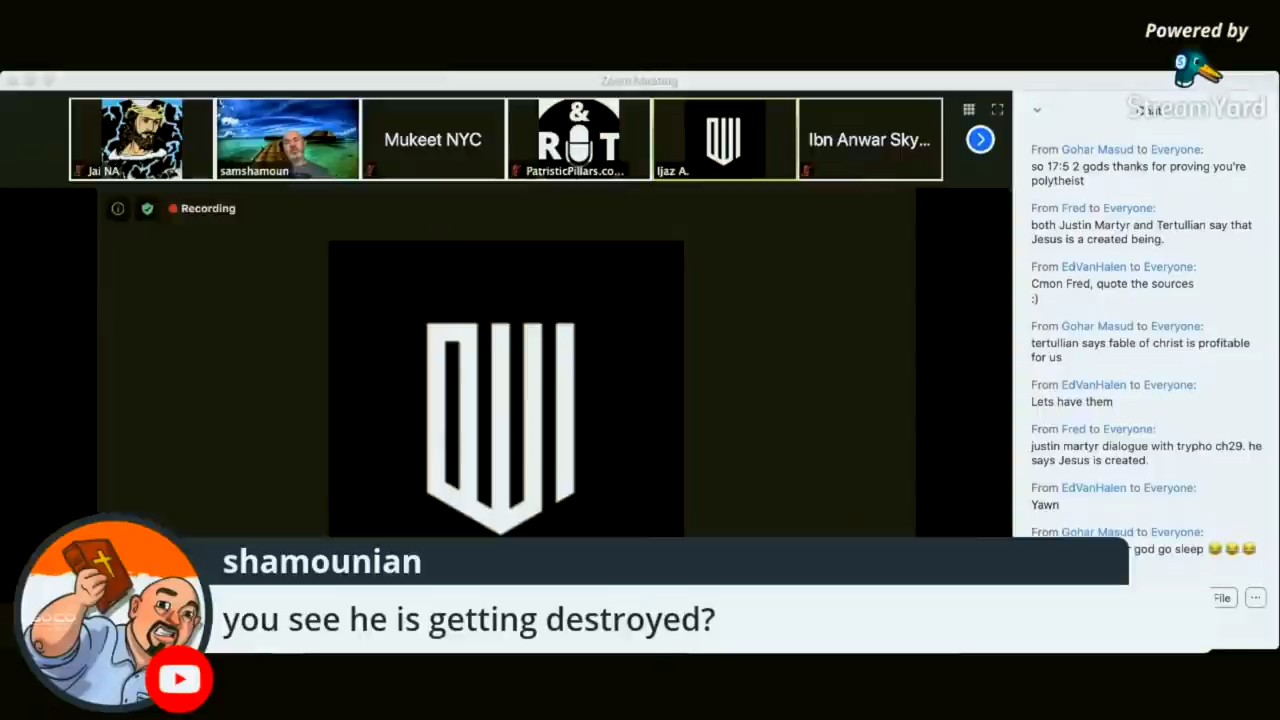 Powered by
StreamYard
Zoom Meeting
Jai NA
samshamoun
Mukeet NYC
&
R T
PatristicPillars.co...
Ijaz A.
Ibn Anwar Sky...
Recording
From Gohar Masud to Everyone:
so 17:5 2 gods thanks for proving you're
polytheist
From Fred to Everyone:
both Justin Martyr and Tertullian say that
Jesus is a created being.
From EdVanHalen to Everyone:
Cmon Fred, quote the sources
:)
From Gohar Masud to Everyone:
tertullian says fable of christ is profitable
for us
From EdVanHalen to Everyone:
Lets have them
From Fred to Everyone:
justin martyr dialogue with trypho ch29. he
says Jesus is created.
From EdVanHalen to Everyone:
Yawn
From Gohar Masud to Everyone:
god go sleep 😂😂😂
File
shamounian
you see he is getting destroyed?